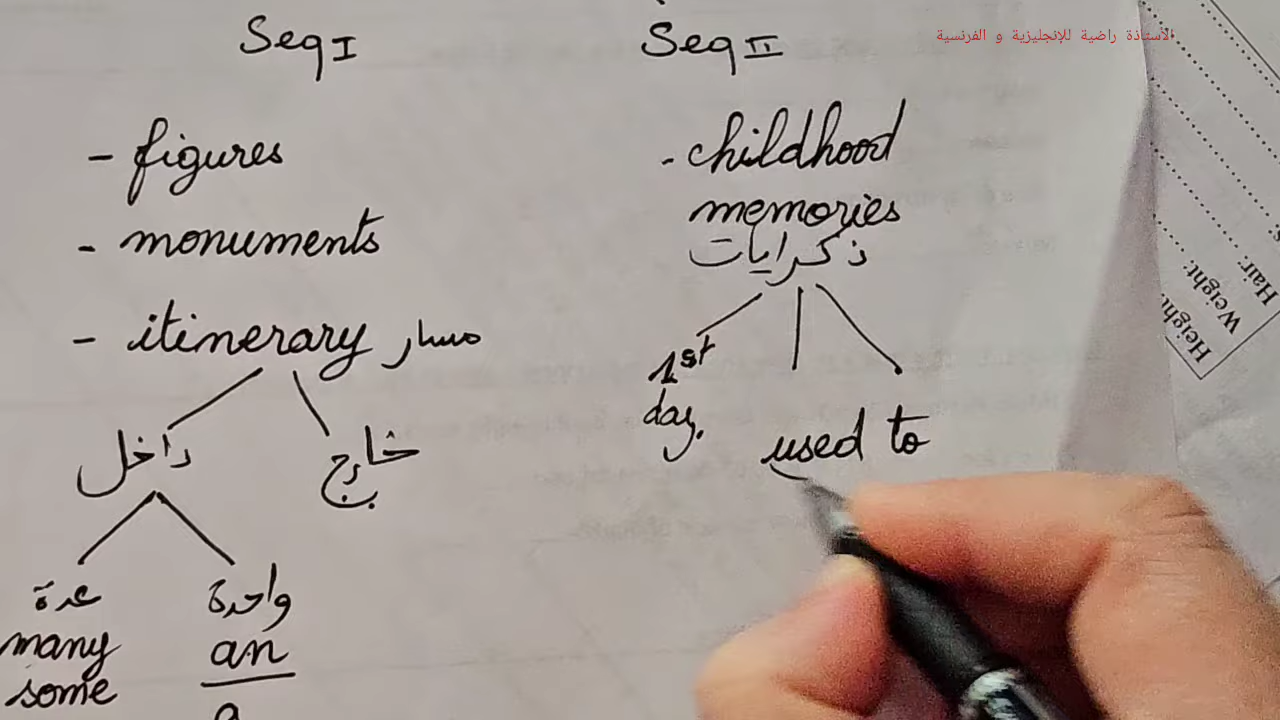 الأستاذة راضية للإنجليزية و الفرنسية
Seq I
- figures
- monuments
- itinerary مسار
داخل خارج
عدة واحدة
many an
some a
Seq II
- childhood
memories
ذكرايات
1st
day.
used to
Hair:
Weight:
Height: